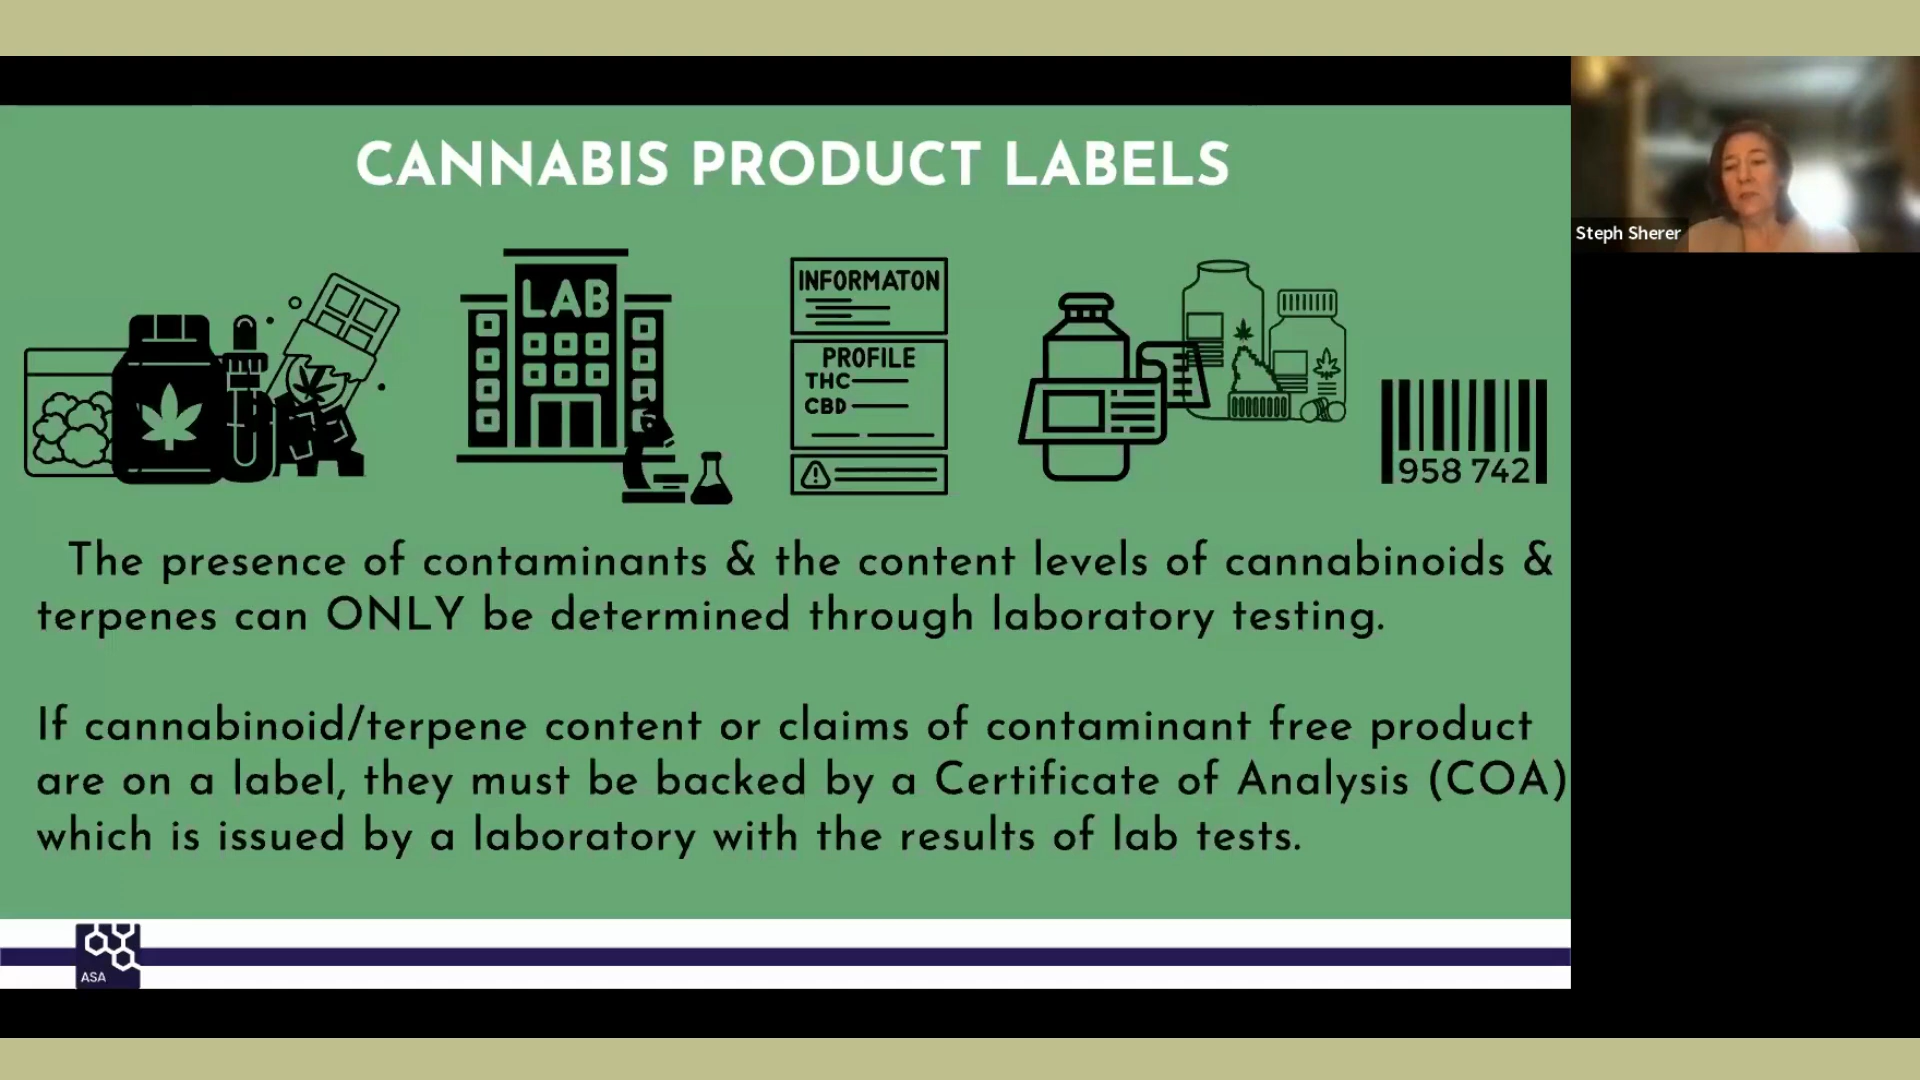 CANNABIS PRODUCT LABELS
Steph Sherer
LAB
INFORMATON
PROFILE
THC
CBD
958 742
The presence of contaminants & the content levels of cannabinoids &
terpenes can ONLY be determined through laboratory testing.
If cannabinoid/terpene content or claims of contaminant free product
are on a label, they must be backed by a Certificate of Analysis (COA)
which is issued by a laboratory with the results of lab tests.
ASA